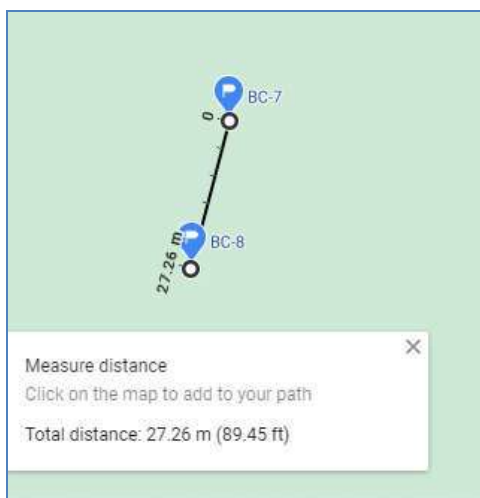 BC-7
0
BC-8
27.26 m
Measure distance
Click on the map to add to your path
Total distance: 27.26 m (89.45 ft)